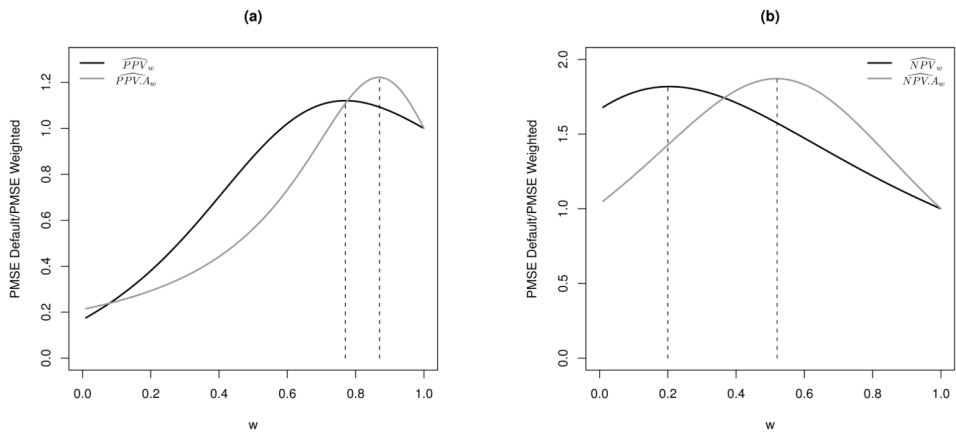 (a)
PPV_w
PPV.A_w
PMSE Default/PMSE Weighted
0.0 0.2 0.4 0.6 0.8 1.0 1.2
0.0 0.2 0.4 0.6 0.8 1.0
w
(b)
NPV_w
NPV.A_w
PMSE Default/PMSE Weighted
0.0 0.5 1.0 1.5 2.0
0.0 0.2 0.4 0.6 0.8 1.0
w